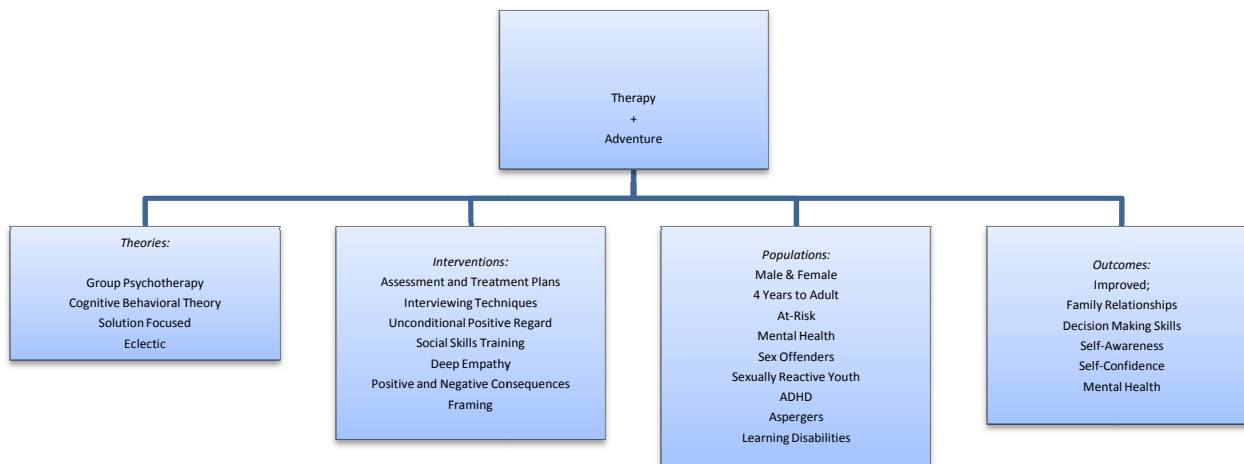 Therapy
+
Adventure
Theories:
Group Psychotherapy
Cognitive Behavioral Theory
Solution Focused
Eclectic
Interventions:
Assessment and Treatment Plans
Interviewing Techniques
Unconditional Positive Regard
Social Skills Training
Deep Empathy
Positive and Negative Consequences
Framing
Populations:
Male & Female
4 Years to Adult
At-Risk
Mental Health
Sex Offenders
Sexually Reactive Youth
ADHD
Aspergers
Learning Disabilities
Outcomes:
Improved;
Family Relationships
Decision Making Skills
Self-Awareness
Self-Confidence
Mental Health